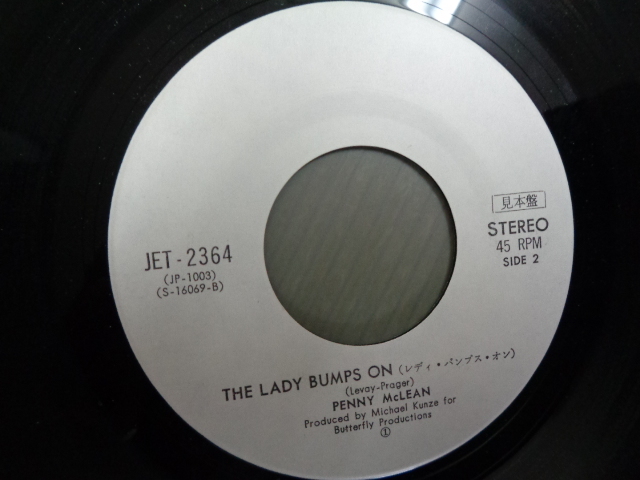 見本盤
STEREO
45 RPM
SIDE 2
JET-2364
(JP-1003)
(S-16069-B)
THE LADY BUMPS ON (レディ・バンプス・オン)
(Levay-Prager)
PENNY McLEAN
Produced by Michael Kunze for
Butterfly Productions
①